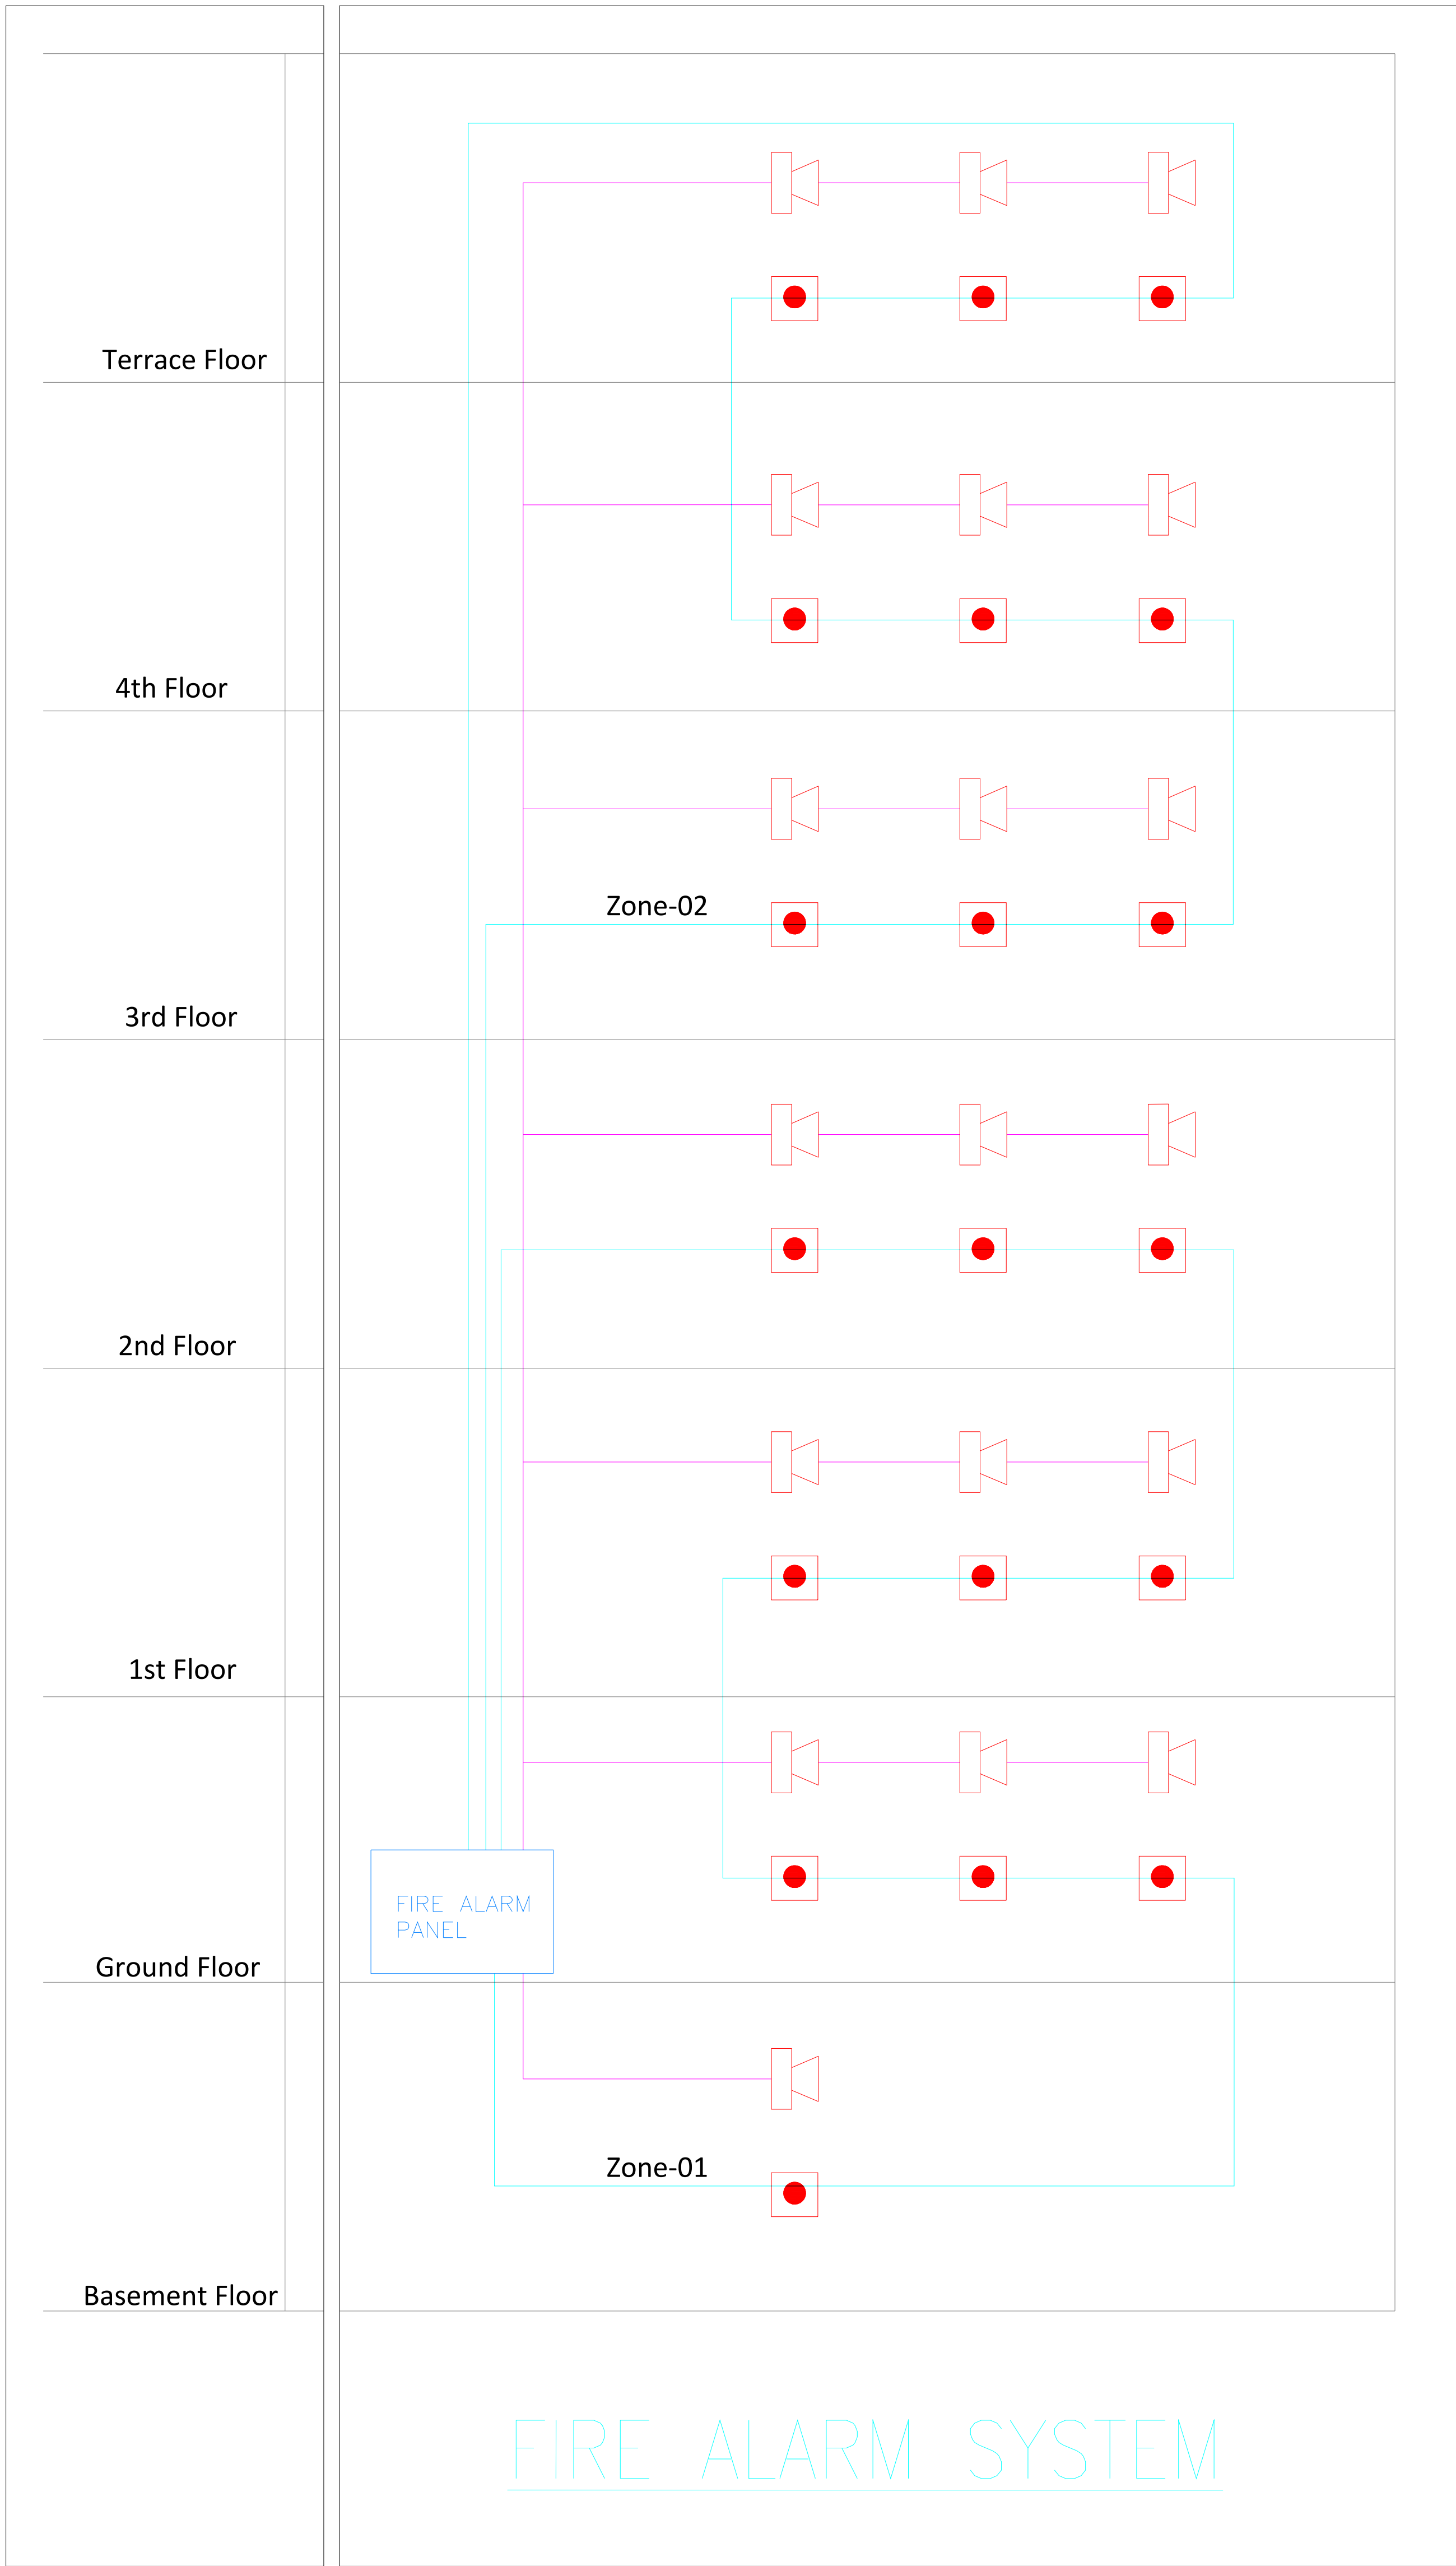 Terrace Floor
4th Floor
Zone-02
3rd Floor
2nd Floor
1st Floor
FIRE ALARM
PANEL
Ground Floor
Zone-01
Basement Floor
FIRE ALARM SYSTEM